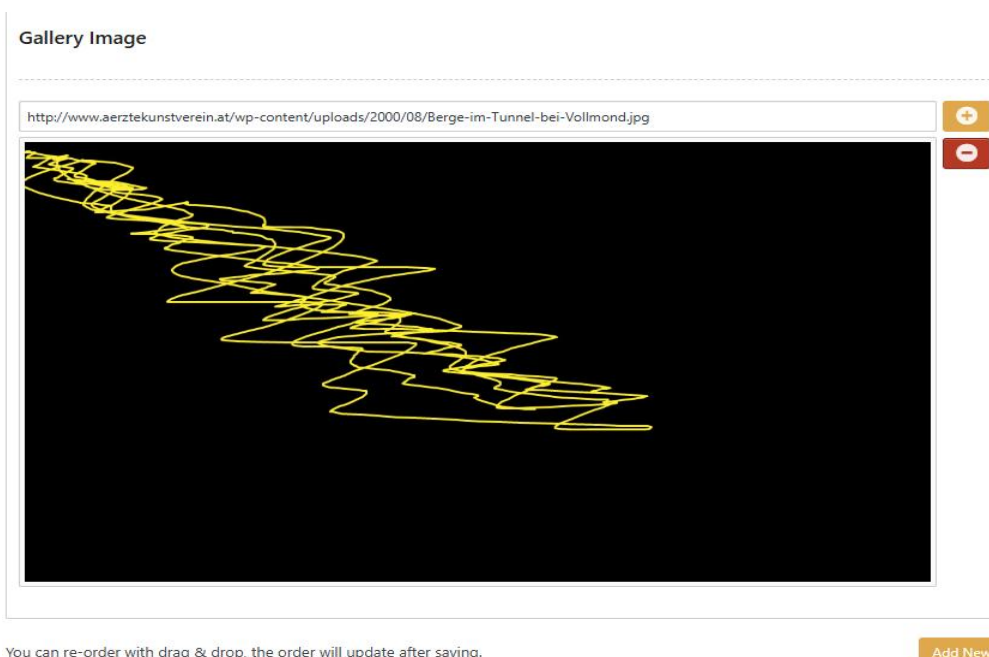 Gallery Image
http://www.aerztekunstverein.at/wp-content/uploads/2000/08/Berge-im-Tunnel-bei-Vollmond.jpg
You can re-order with drag & drop, the order will update after saving.
Add New